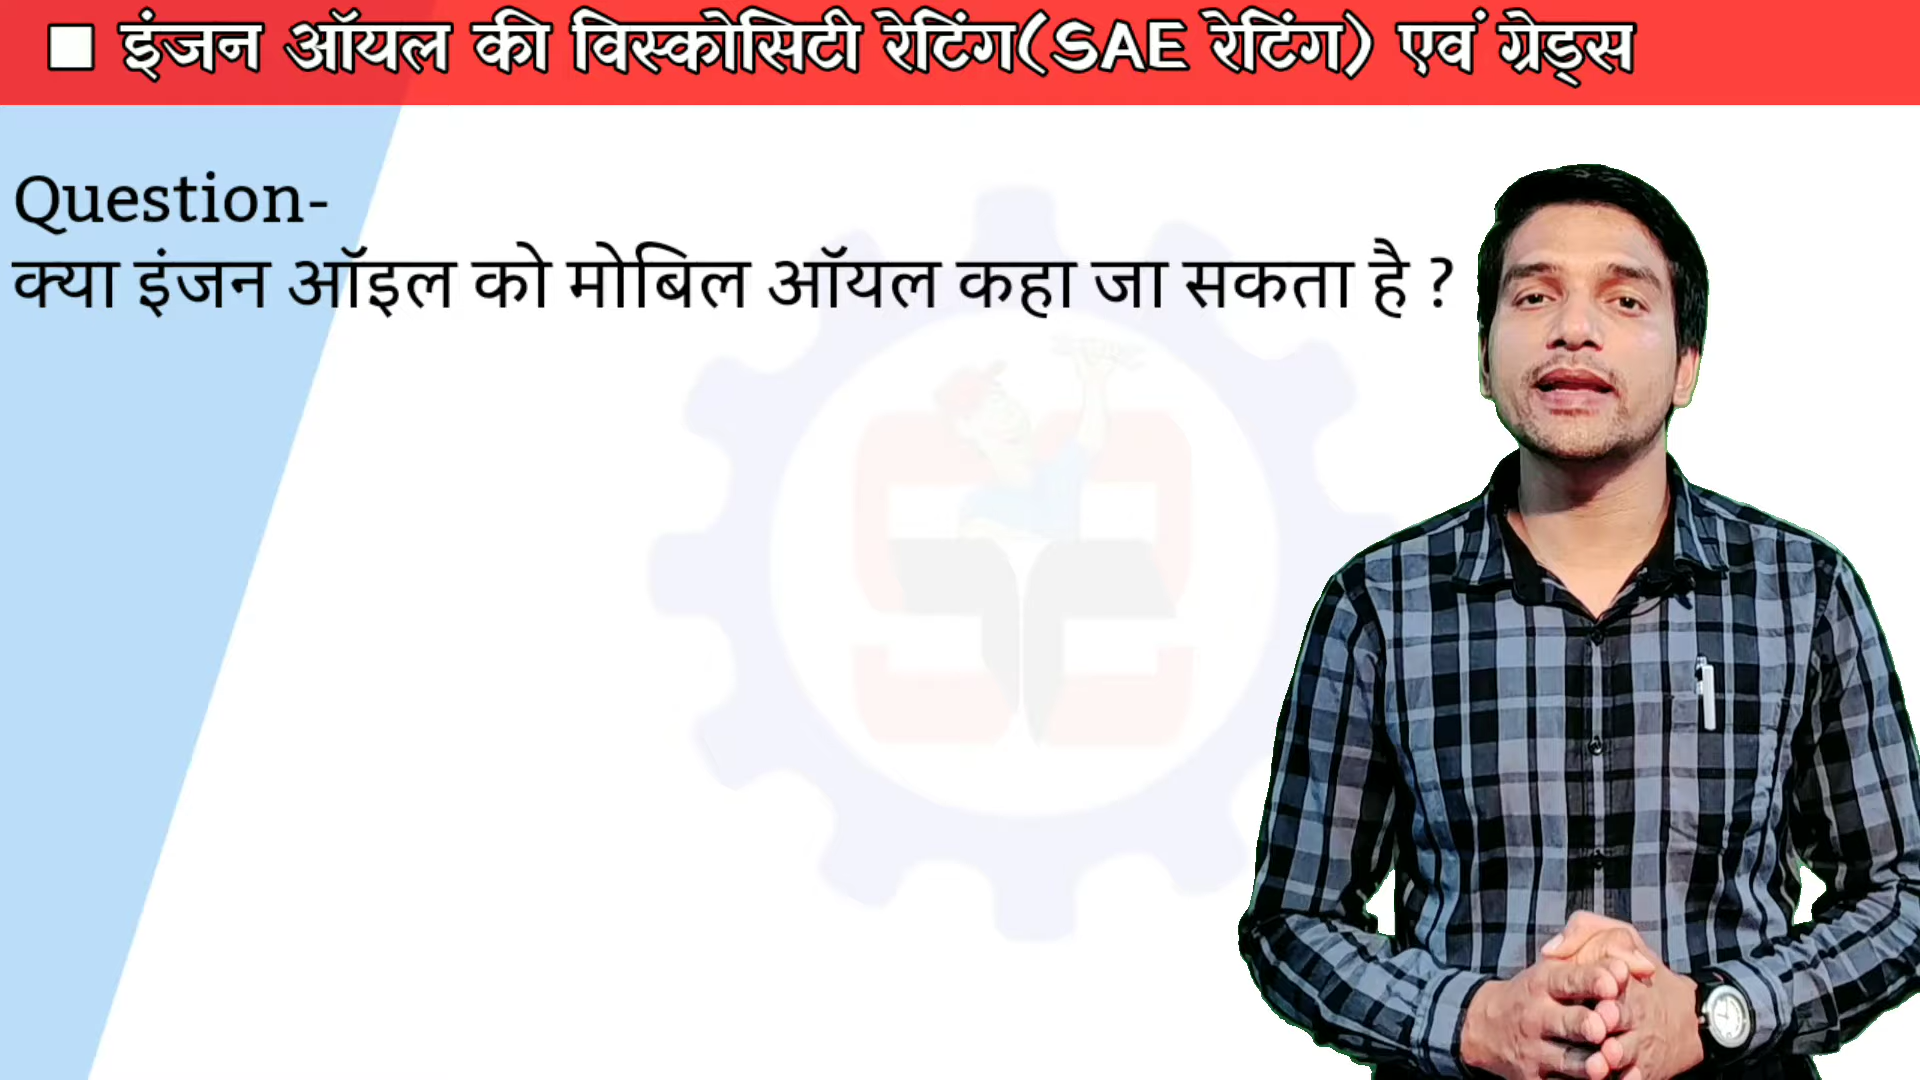 ■ इंजन ऑयल की विस्कोसिटी रेटिंग(SAE रेटिंग) एवं ग्रेड्स
Question-
क्या इंजन ऑइल को मोबिल ऑयल कहा जा सकता है ?